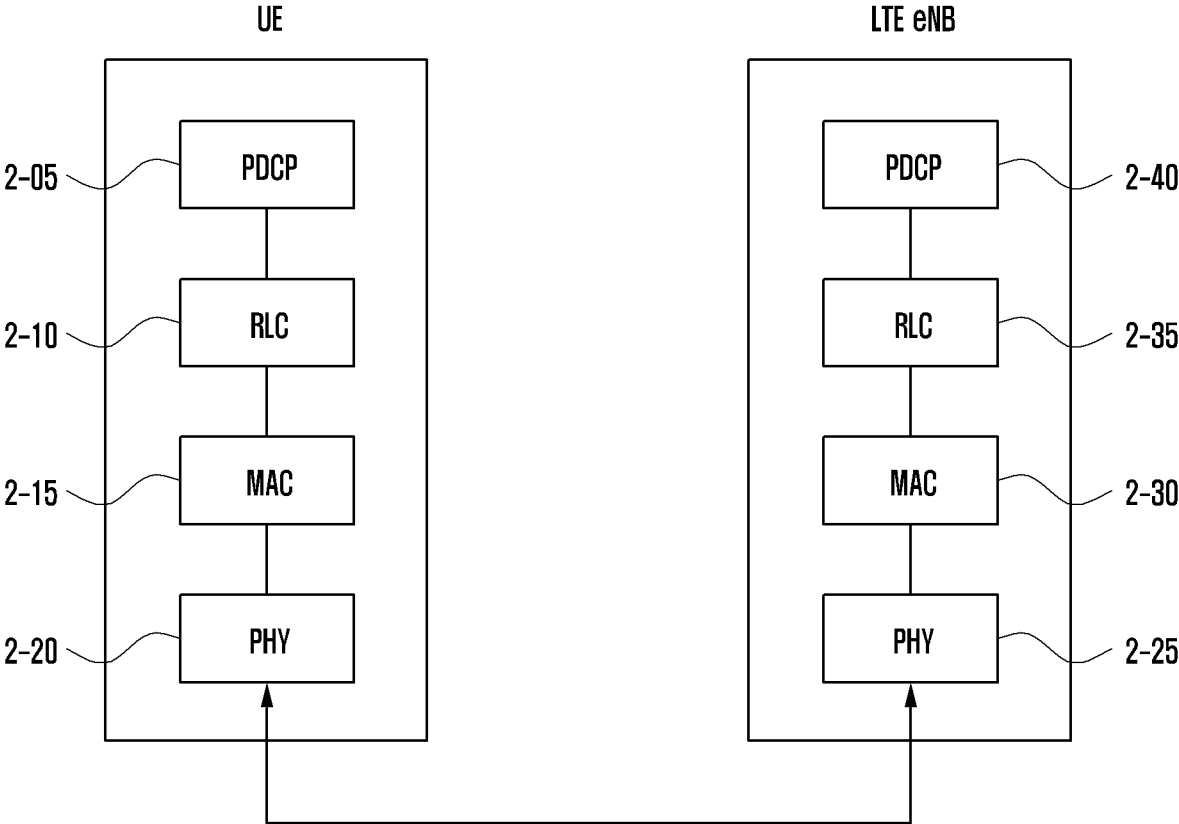 UE LTE eNB
2-05 PDCP PDCP 2-40
2-10 RLC RLC 2-35
2-15 MAC MAC 2-30
2-20 PHY PHY 2-25